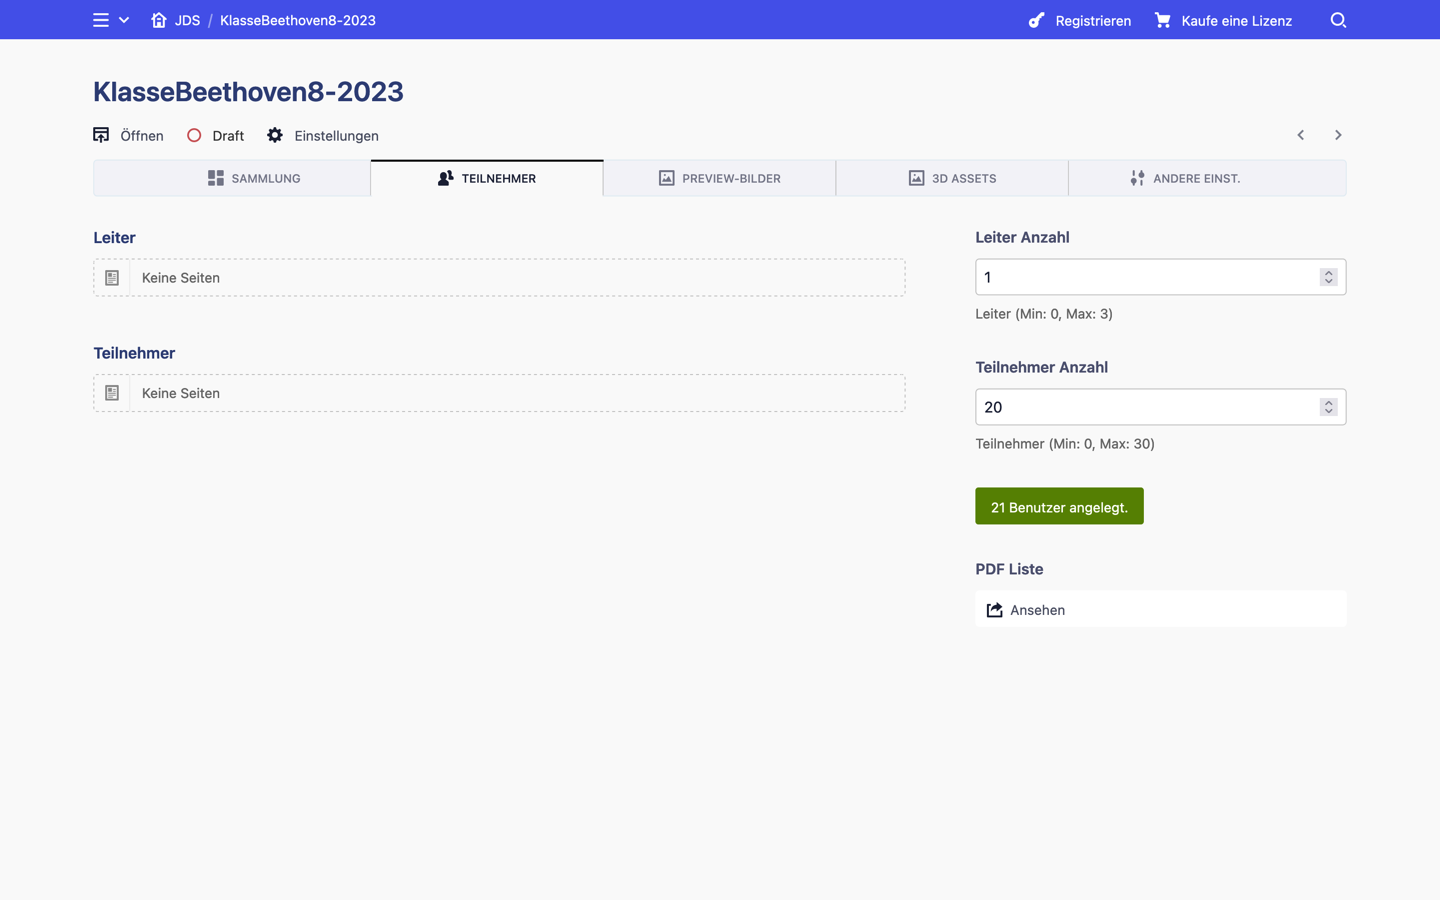 JDS / KlasseBeethoven8-2023
Registrieren
Kaufe eine Lizenz
KlasseBeethoven8-2023
Öffnen
Draft
Einstellungen
SAMMLUNG
TEILNEHMER
PREVIEW-BILDER
3D ASSETS
ANDERE EINST.
Leiter
Keine Seiten
Teilnehmer
Keine Seiten
Leiter Anzahl
1
Leiter (Min: 0, Max: 3)
Teilnehmer Anzahl
20
Teilnehmer (Min: 0, Max: 30)
21 Benutzer angelegt.
PDF Liste
Ansehen